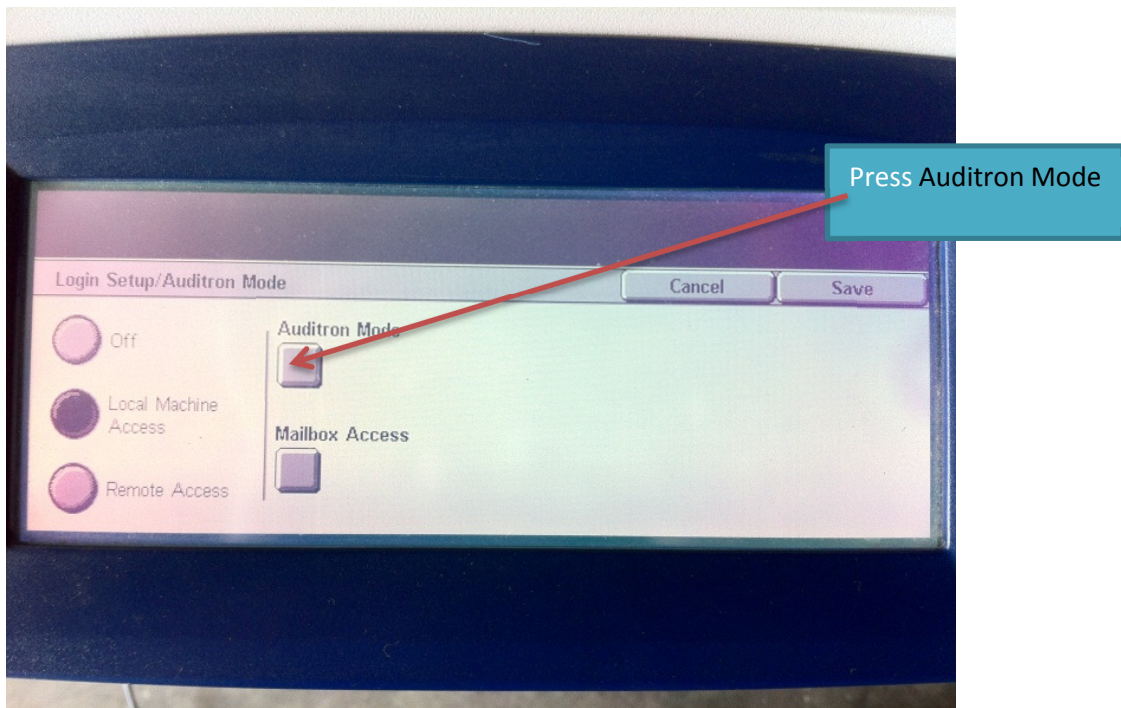 Press Auditron Mode
Login Setup/Auditron Mode
Cancel
Save
Off
Auditron Mode
Local Machine
Access
Mailbox Access
Remote Access